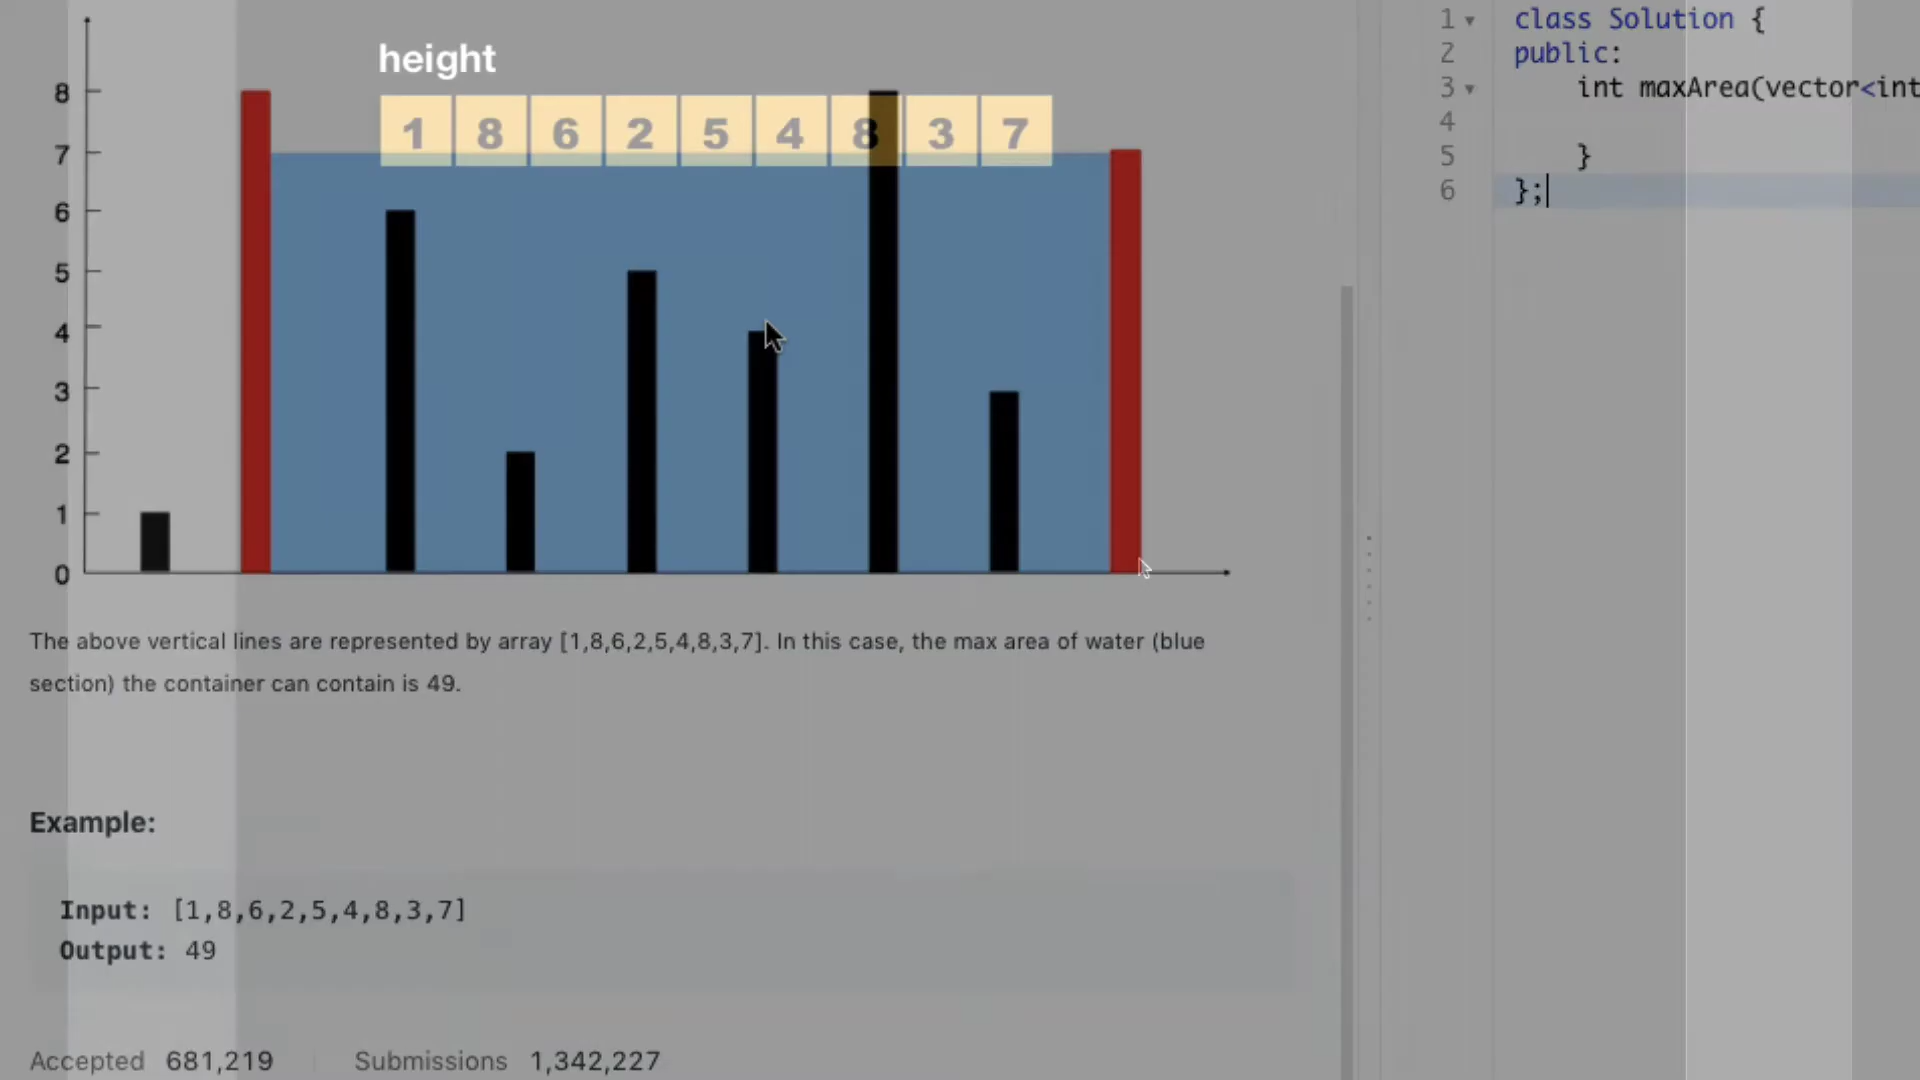 height
1 8 6 2 5 4 8 3 7
8
7
6
5
4
3
2
1
0
The above vertical lines are represented by array [1,8,6,2,5,4,8,3,7]. In this case, the max area of water (blue
section) the container can contain is 49.
Example:
Input: [1,8,6,2,5,4,8,3,7]
Output: 49
Accepted 681,219 Submissions 1,342,227
1 class Solution {
2 public:
3 int maxArea(vector<int
4
5 }
6 };